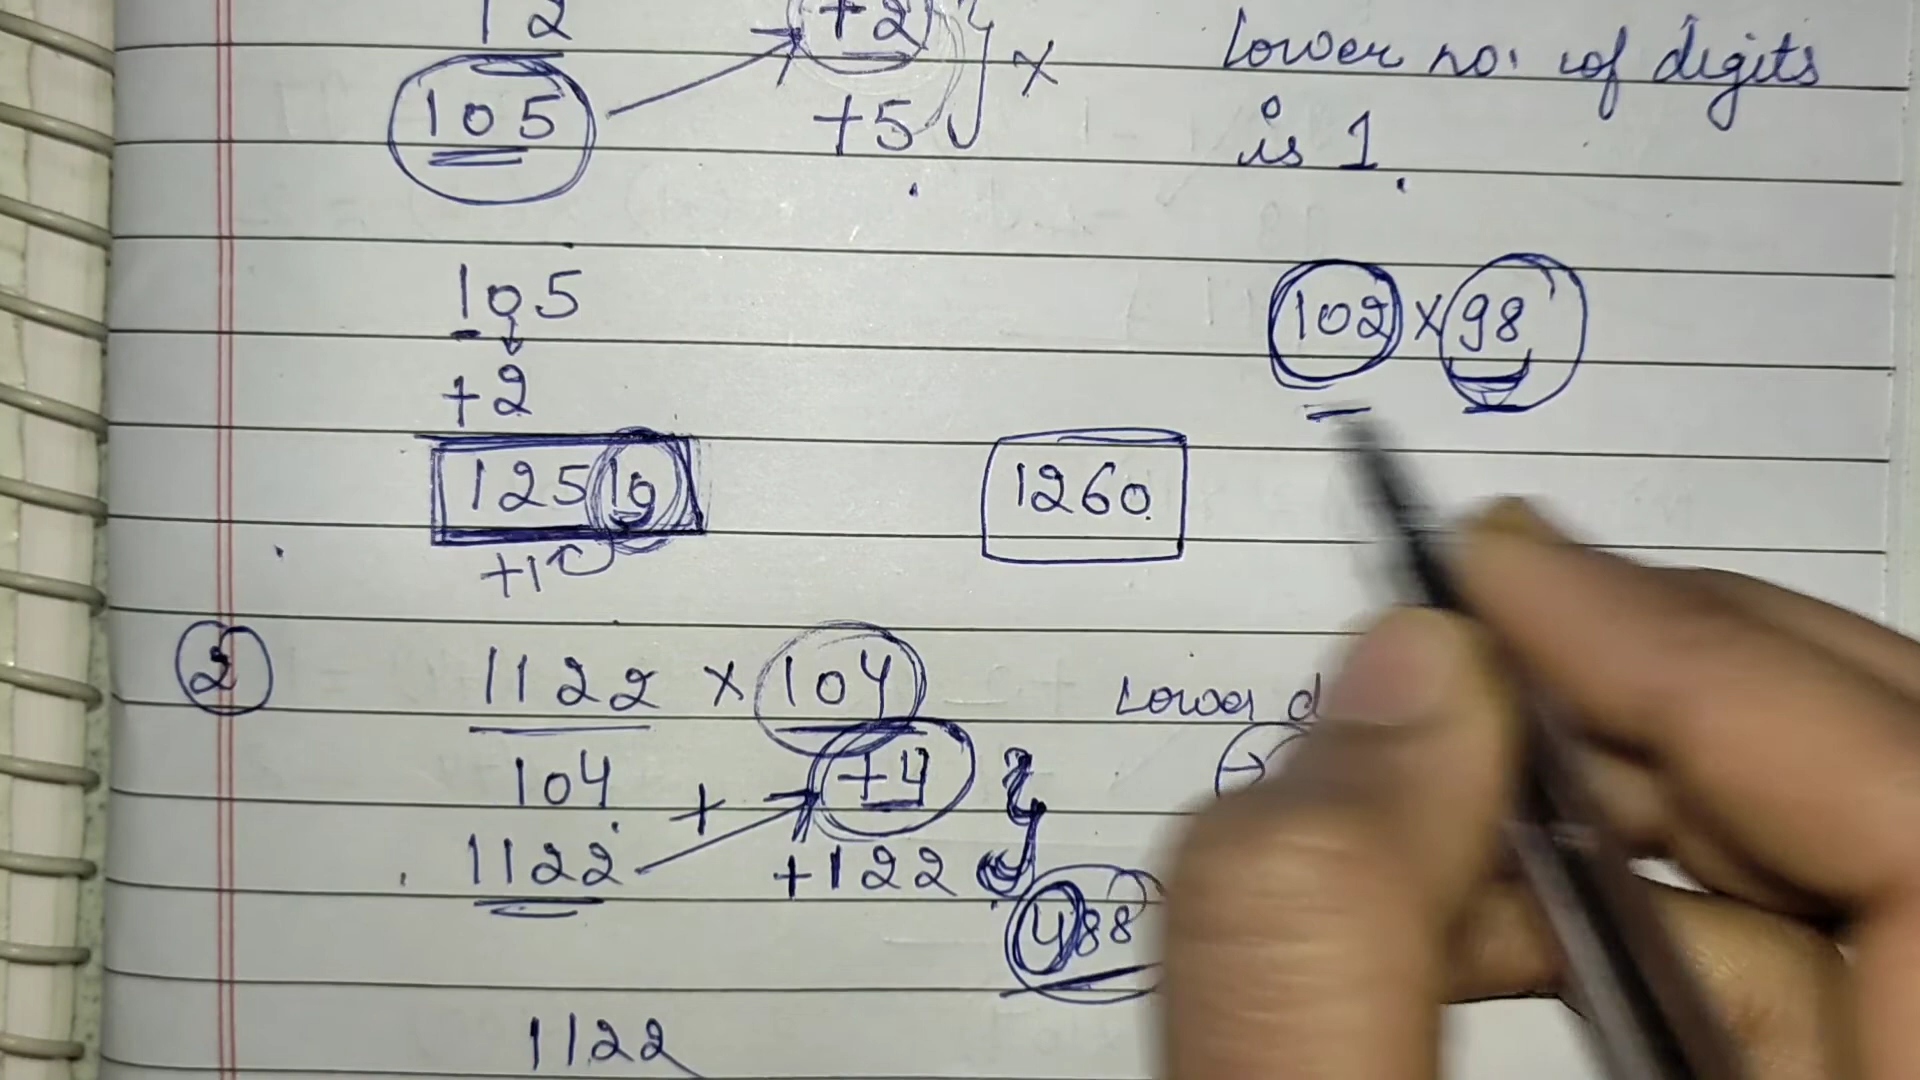 12 +2 Lower no. of digits
105 +5 } × is 1.
105
102 × 98
+2
12510 1260
+1
2 1122 × 104 Lower d
104 +4 →
+
1122 +122 }
488
1122